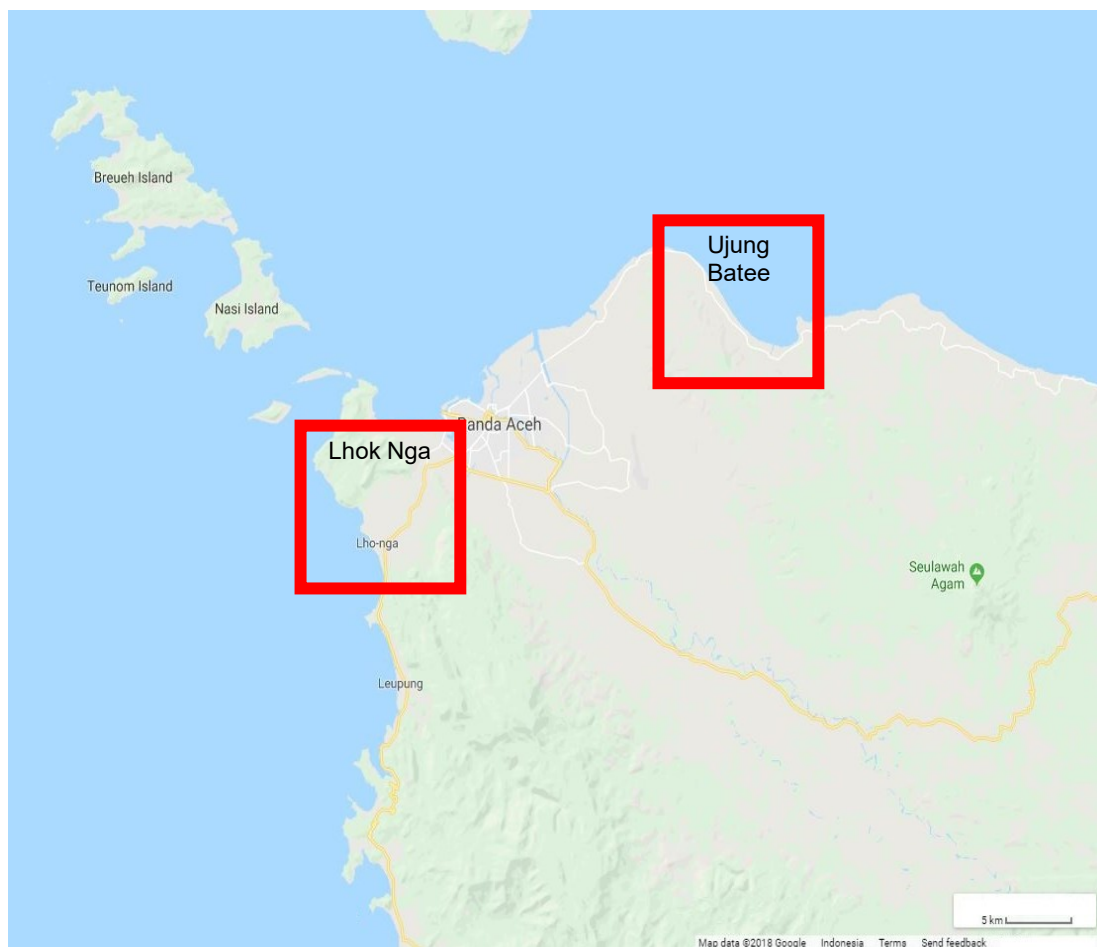 Breueh Island
Ujung
Batee
Teunom Island
Nasi Island
Banda Aceh
Lhok Nga
Lho-nga
Seulawah
Agam
Leupung
5 km
Map data ©2018 Google Indonesia Terms Send feedback